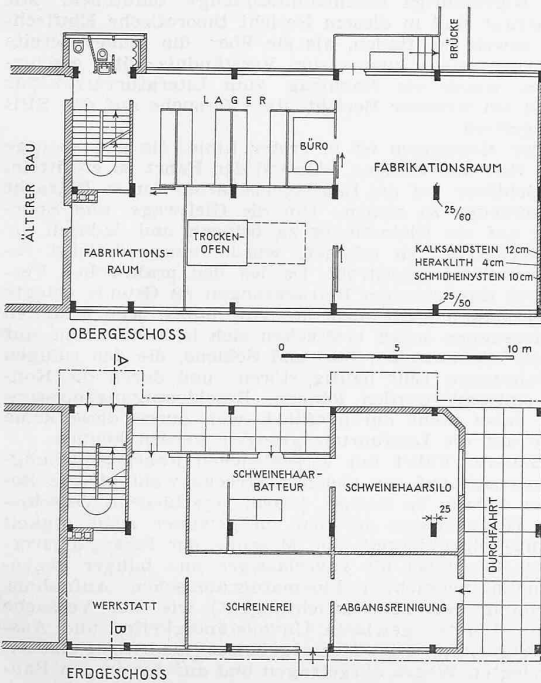 BRÜCKE
LAGER
BÜRO
FABRIKATIONSRAUM
ÄLTERER BAU
25/60
TROCKEN-
OFEN
FABRIKATIONS-
RAUM
KALKSANDSTEIN 12cm
HERAKLITH 4cm
SCHMIDHEINYSTEIN 10cm
25/50
OBERGESCHOSS
0 5 10 m
A
SCHWEINEHAAR-
BATTEUR
SCHWEINEHAARSILO
25
DURCHFAHRT
WERKSTATT
SCHREINEREI
ABGANGSREINIGUNG
B
ERDGESCHOSS